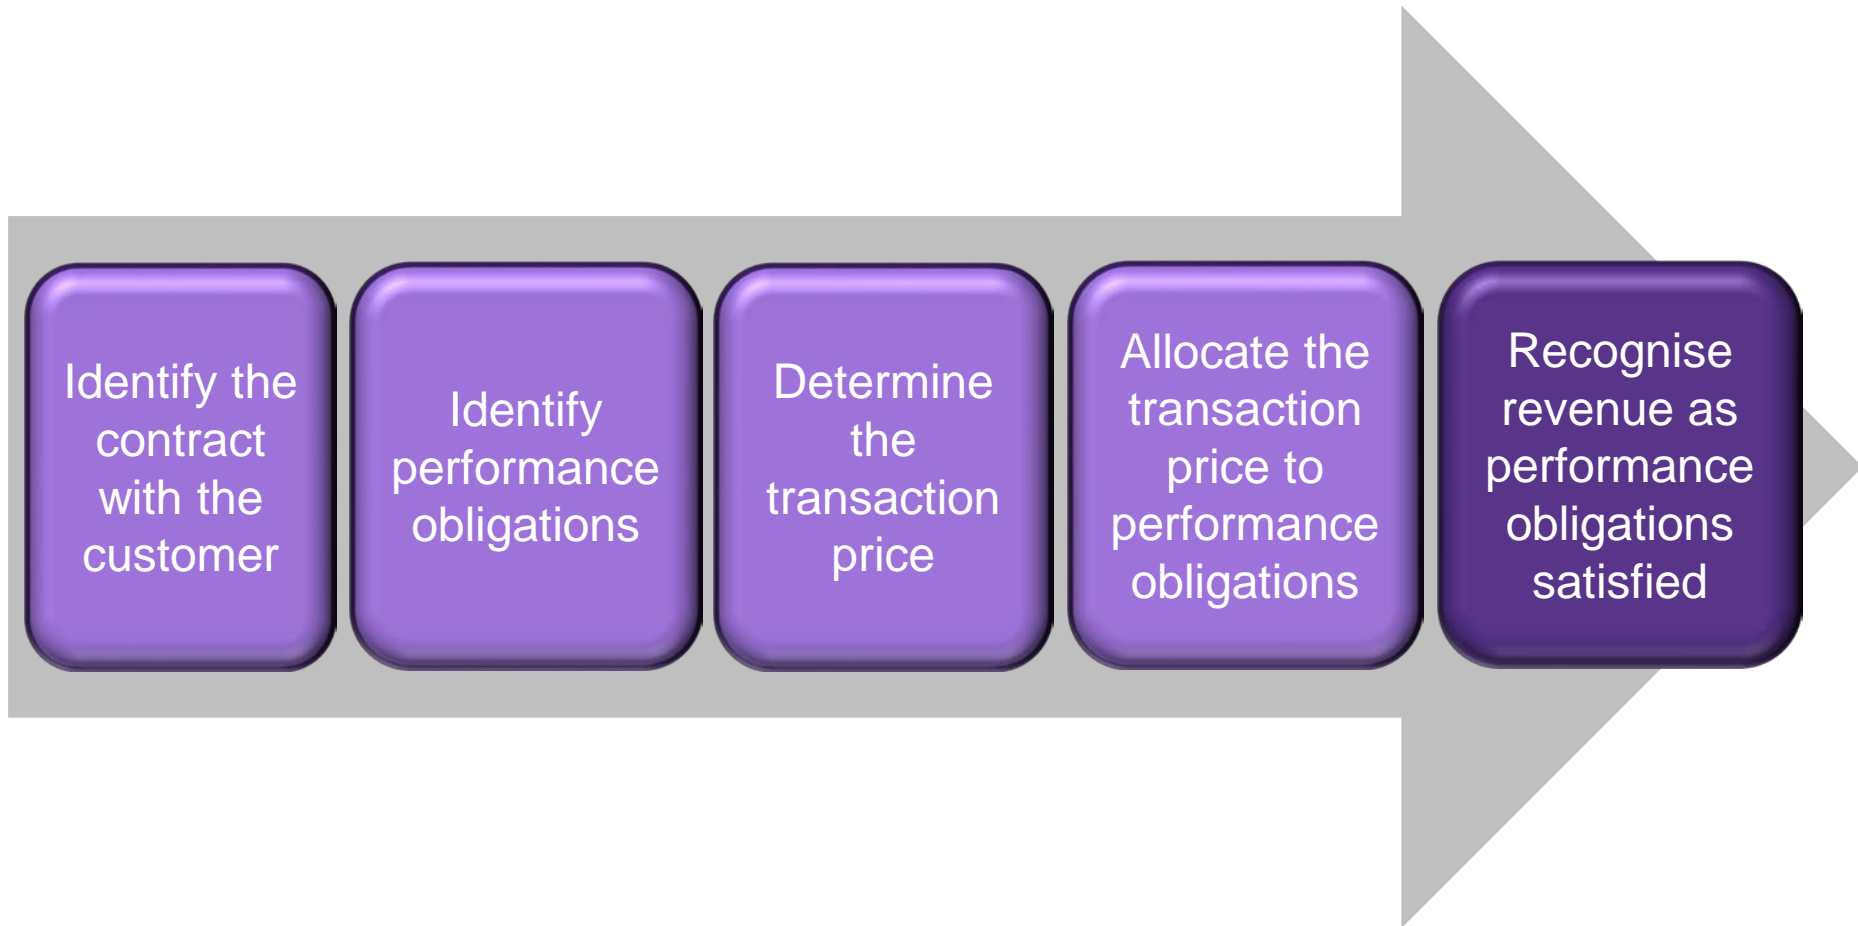 Identify the
contract
with the
customer
Identify
performance
obligations
Determine
the
transaction
price
Allocate the
transaction
price to
performance
obligations
Recognise
revenue as
performance
obligations
satisfied